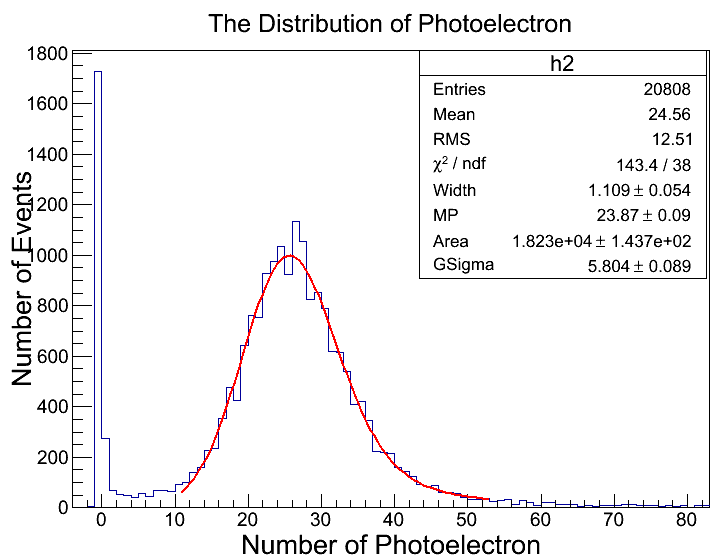 The Distribution of Photoelectron
h2
Entries 20808
Mean 24.56
RMS 12.51
χ² / ndf 143.4 / 38
Width 1.109 ± 0.054
MP 23.87 ± 0.09
Area 1.823e+04 ± 1.437e+02
GSigma 5.804 ± 0.089
Number of Events
1800
1600
1400
1200
1000
800
600
400
200
0
0 10 20 30 40 50 60 70 80
Number of Photoelectron